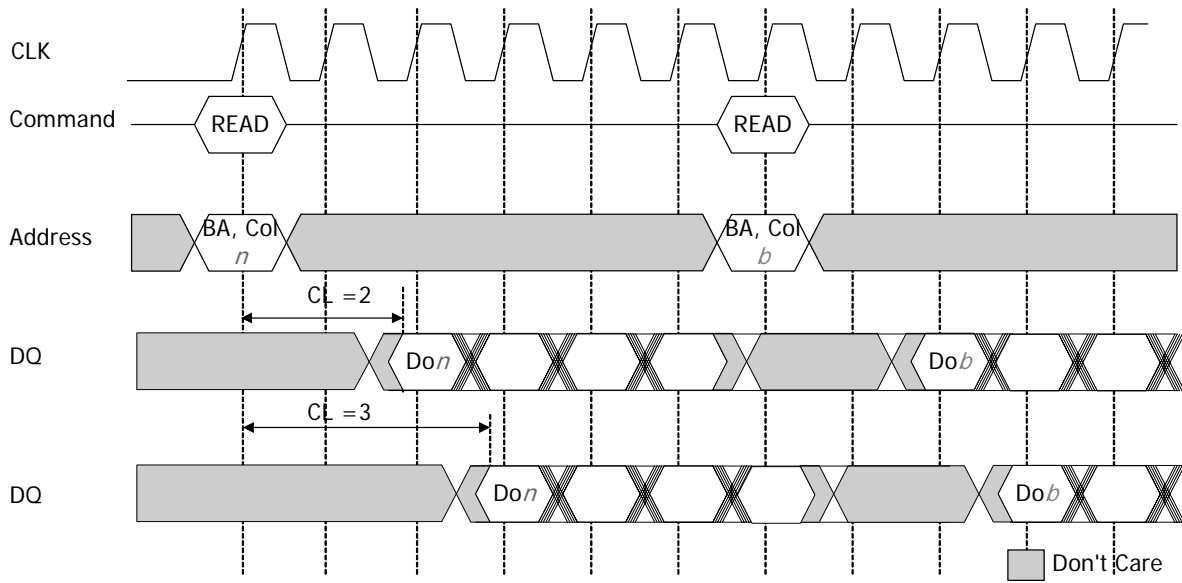 CLK
Command
READ
READ
Address
BA, Col
n
BA, Col
b
CL =2
DQ
Don
Dob
CL =3
DQ
Don
Dob
Don't Care